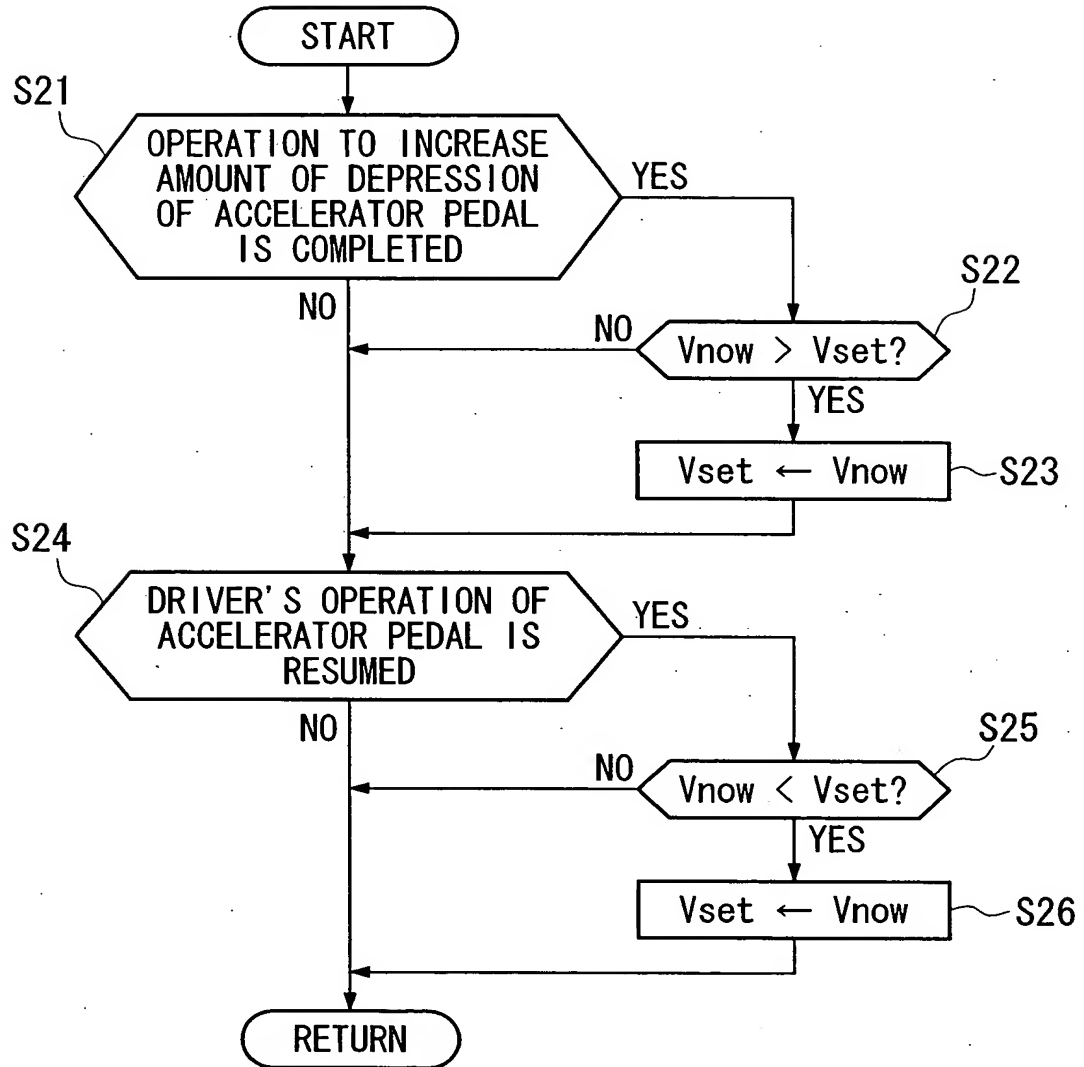 START
S21
OPERATION TO INCREASE
AMOUNT OF DEPRESSION
OF ACCELERATOR PEDAL
IS COMPLETED
YES
NO
S22
NO
Vnow > Vset?
YES
Vset ← Vnow
S23
S24
DRIVER'S OPERATION OF
ACCELERATOR PEDAL IS
RESUMED
YES
NO
S25
NO
Vnow < Vset?
YES
Vset ← Vnow
S26
RETURN